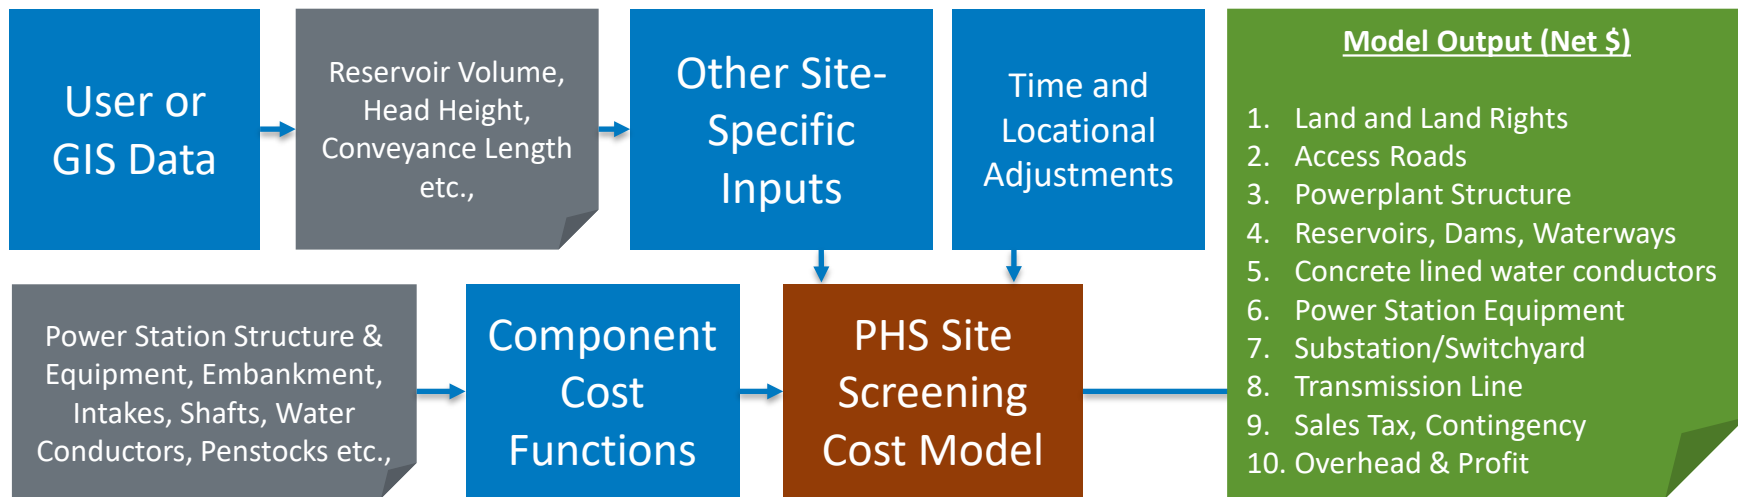 User or
GIS Data
Reservoir Volume,
Head Height,
Conveyance Length
etc.,
Other Site-
Specific
Inputs
Time and
Locational
Adjustments
Power Station Structure &
Equipment, Embankment,
Intakes, Shafts, Water
Conductors, Penstocks etc.,
Component
Cost
Functions
PHS Site
Screening
Cost Model
Model Output (Net $)
1. Land and Land Rights
2. Access Roads
3. Powerplant Structure
4. Reservoirs, Dams, Waterways
5. Concrete lined water conductors
6. Power Station Equipment
7. Substation/Switchyard
8. Transmission Line
9. Sales Tax, Contingency
10. Overhead & Profit